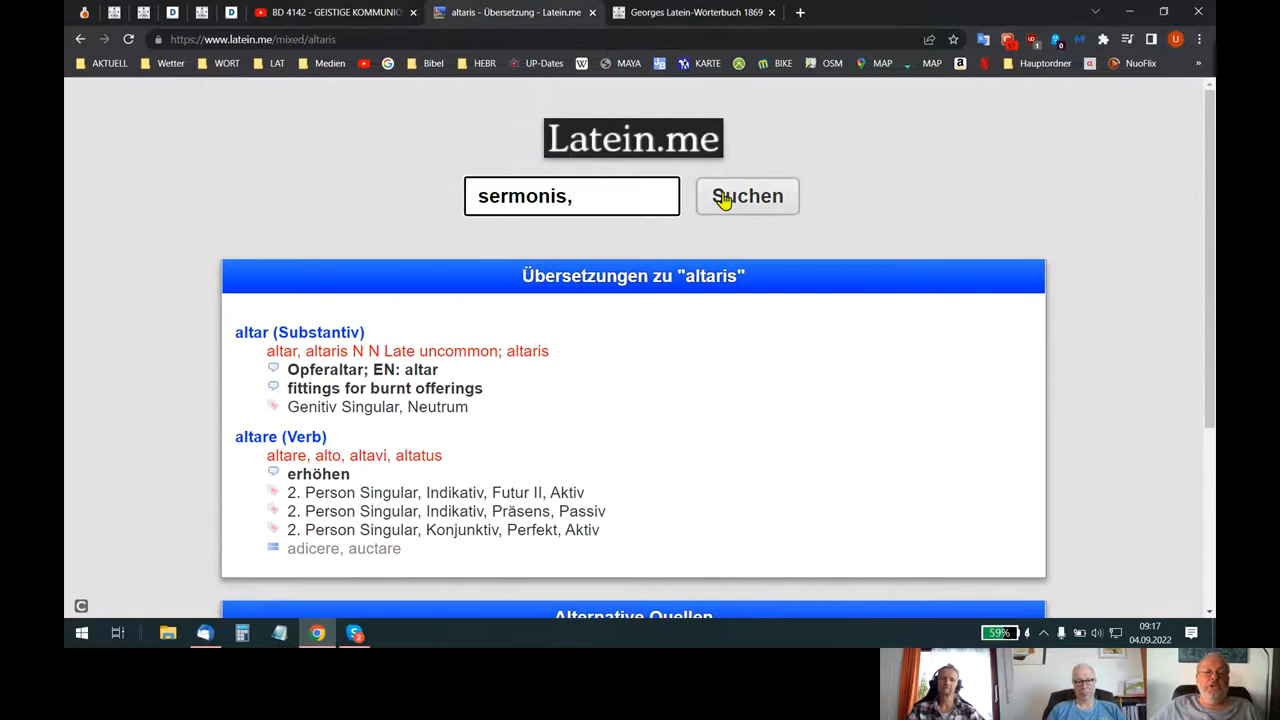 BD 4142 - GEISTIGE KOMMUNIO
altaris - Übersetzung - Latein.me
Georges Latein-Wörterbuch 1869
https://www.latein.me/mixed/altaris
AKTUELL Wetter WORT LAT Medien Bibel HEBR UP-Dates MAYA KARTE BIKE OSM MAP MAP Hauptordner NuoFlix »
Latein.me
sermonis, Suchen
Übersetzungen zu "altaris"
altar (Substantiv)
altar, altaris N N Late uncommon; altaris
Opferaltar; EN: altar
fittings for burnt offerings
Genitiv Singular, Neutrum
altare (Verb)
altare, alto, altavi, altatus
erhöhen
2. Person Singular, Indikativ, Futur II, Aktiv
2. Person Singular, Indikativ, Präsens, Passiv
2. Person Singular, Konjunktiv, Perfekt, Aktiv
adicere, auctare
Alternative Quellen
59%
09:17
04.09.2022